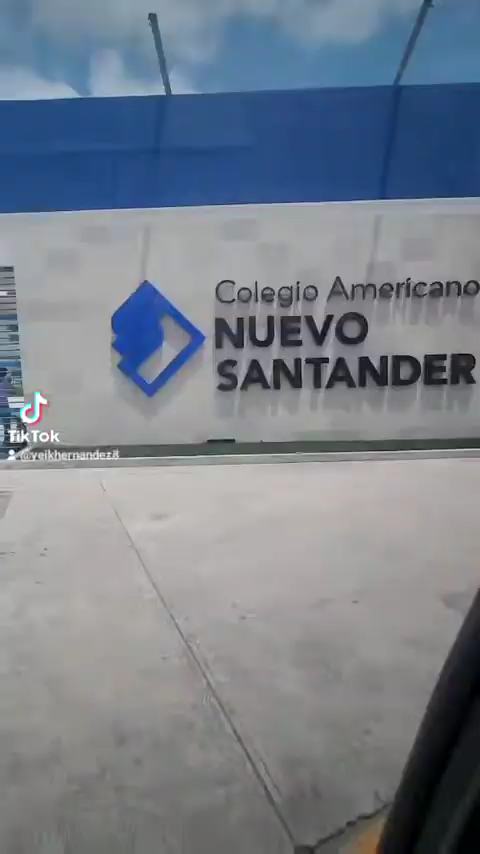 Colegio Americano
NUEVO
SANTANDER
TikTok
@yeikhernandez8